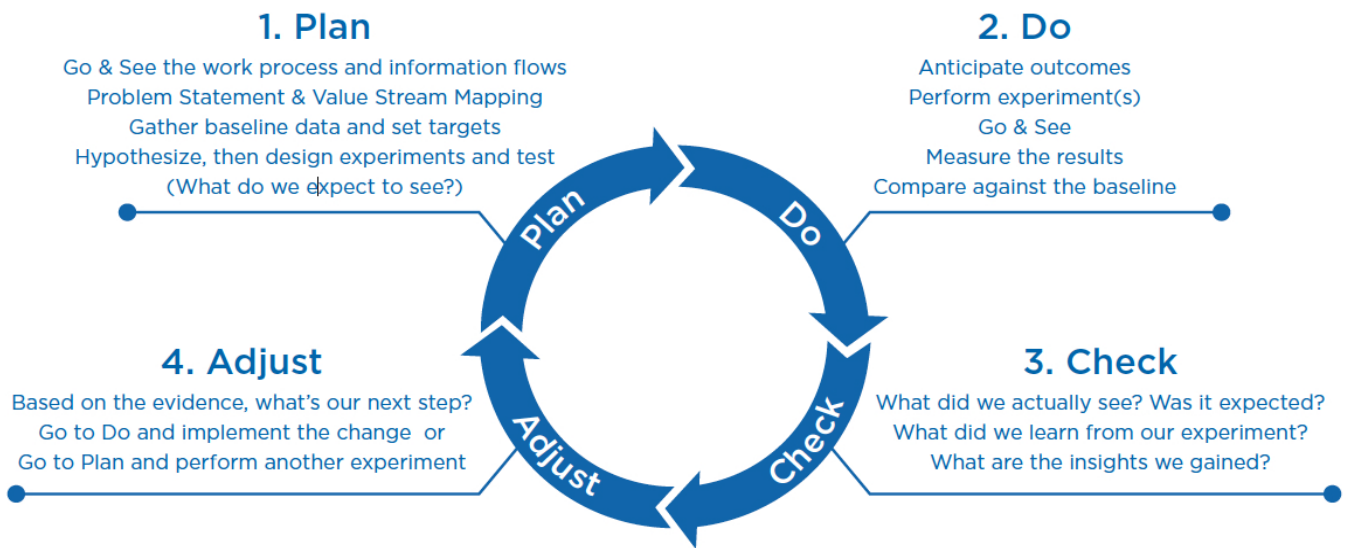 1. Plan
Go & See the work process and information flows
Problem Statement & Value Stream Mapping
Gather baseline data and set targets
Hypothesize, then design experiments and test
(What do we expect to see?)
2. Do
Anticipate outcomes
Perform experiment(s)
Go & See
Measure the results
Compare against the baseline
Plan
Do
Check
Adjust
3. Check
What did we actually see? Was it expected?
What did we learn from our experiment?
What are the insights we gained?
4. Adjust
Based on the evidence, what's our next step?
Go to Do and implement the change or
Go to Plan and perform another experiment